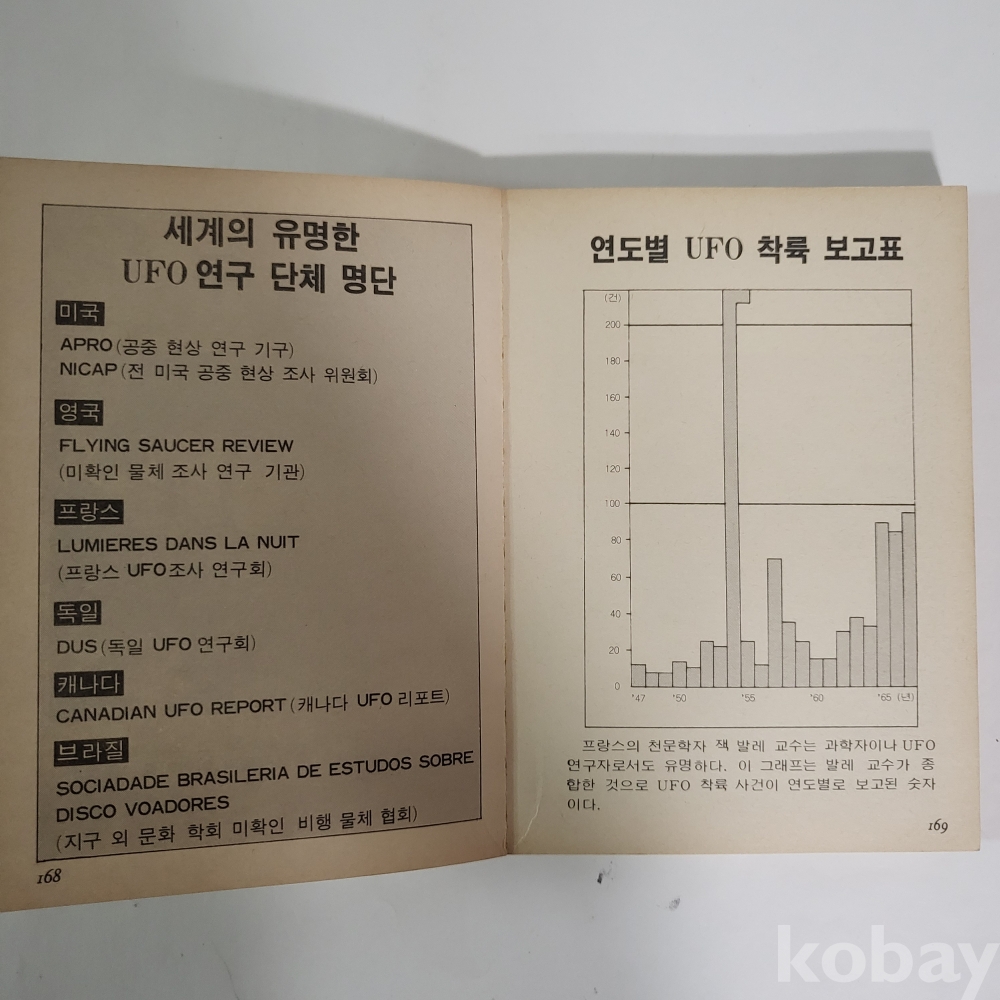 세계의 유명한
UFO 연구 단체 명단
미국
APRO (공중 현상 연구 기구)
NICAP (전 미국 공중 현상 조사 위원회)
영국
FLYING SAUCER REVIEW
(미확인 물체 조사 연구 기관)
프랑스
LUMIERES DANS LA NUIT
(프랑스 UFO조사 연구회)
독일
DUS (독일 UFO 연구회)
캐나다
CANADIAN UFO REPORT (캐나다 UFO 리포트)
브라질
SOCIADADE BRASILERIA DE ESTUDOS SOBRE
DISCO VOADORES
(지구 외 문화 학회 미확인 비행 물체 협회)
168
연도별 UFO 착륙 보고표
(건)
200
180
160
140
120
100
80
60
40
20
0
'47 '50 '55 '60 '65 (년)
프랑스의 천문학자 잭 발레 교수는 과학자이나 UFO
연구자로서도 유명하다. 이 그래프는 발레 교수가 종
합한 것으로 UFO 착륙 사건이 연도별로 보고된 숫자
이다.
169
kobay